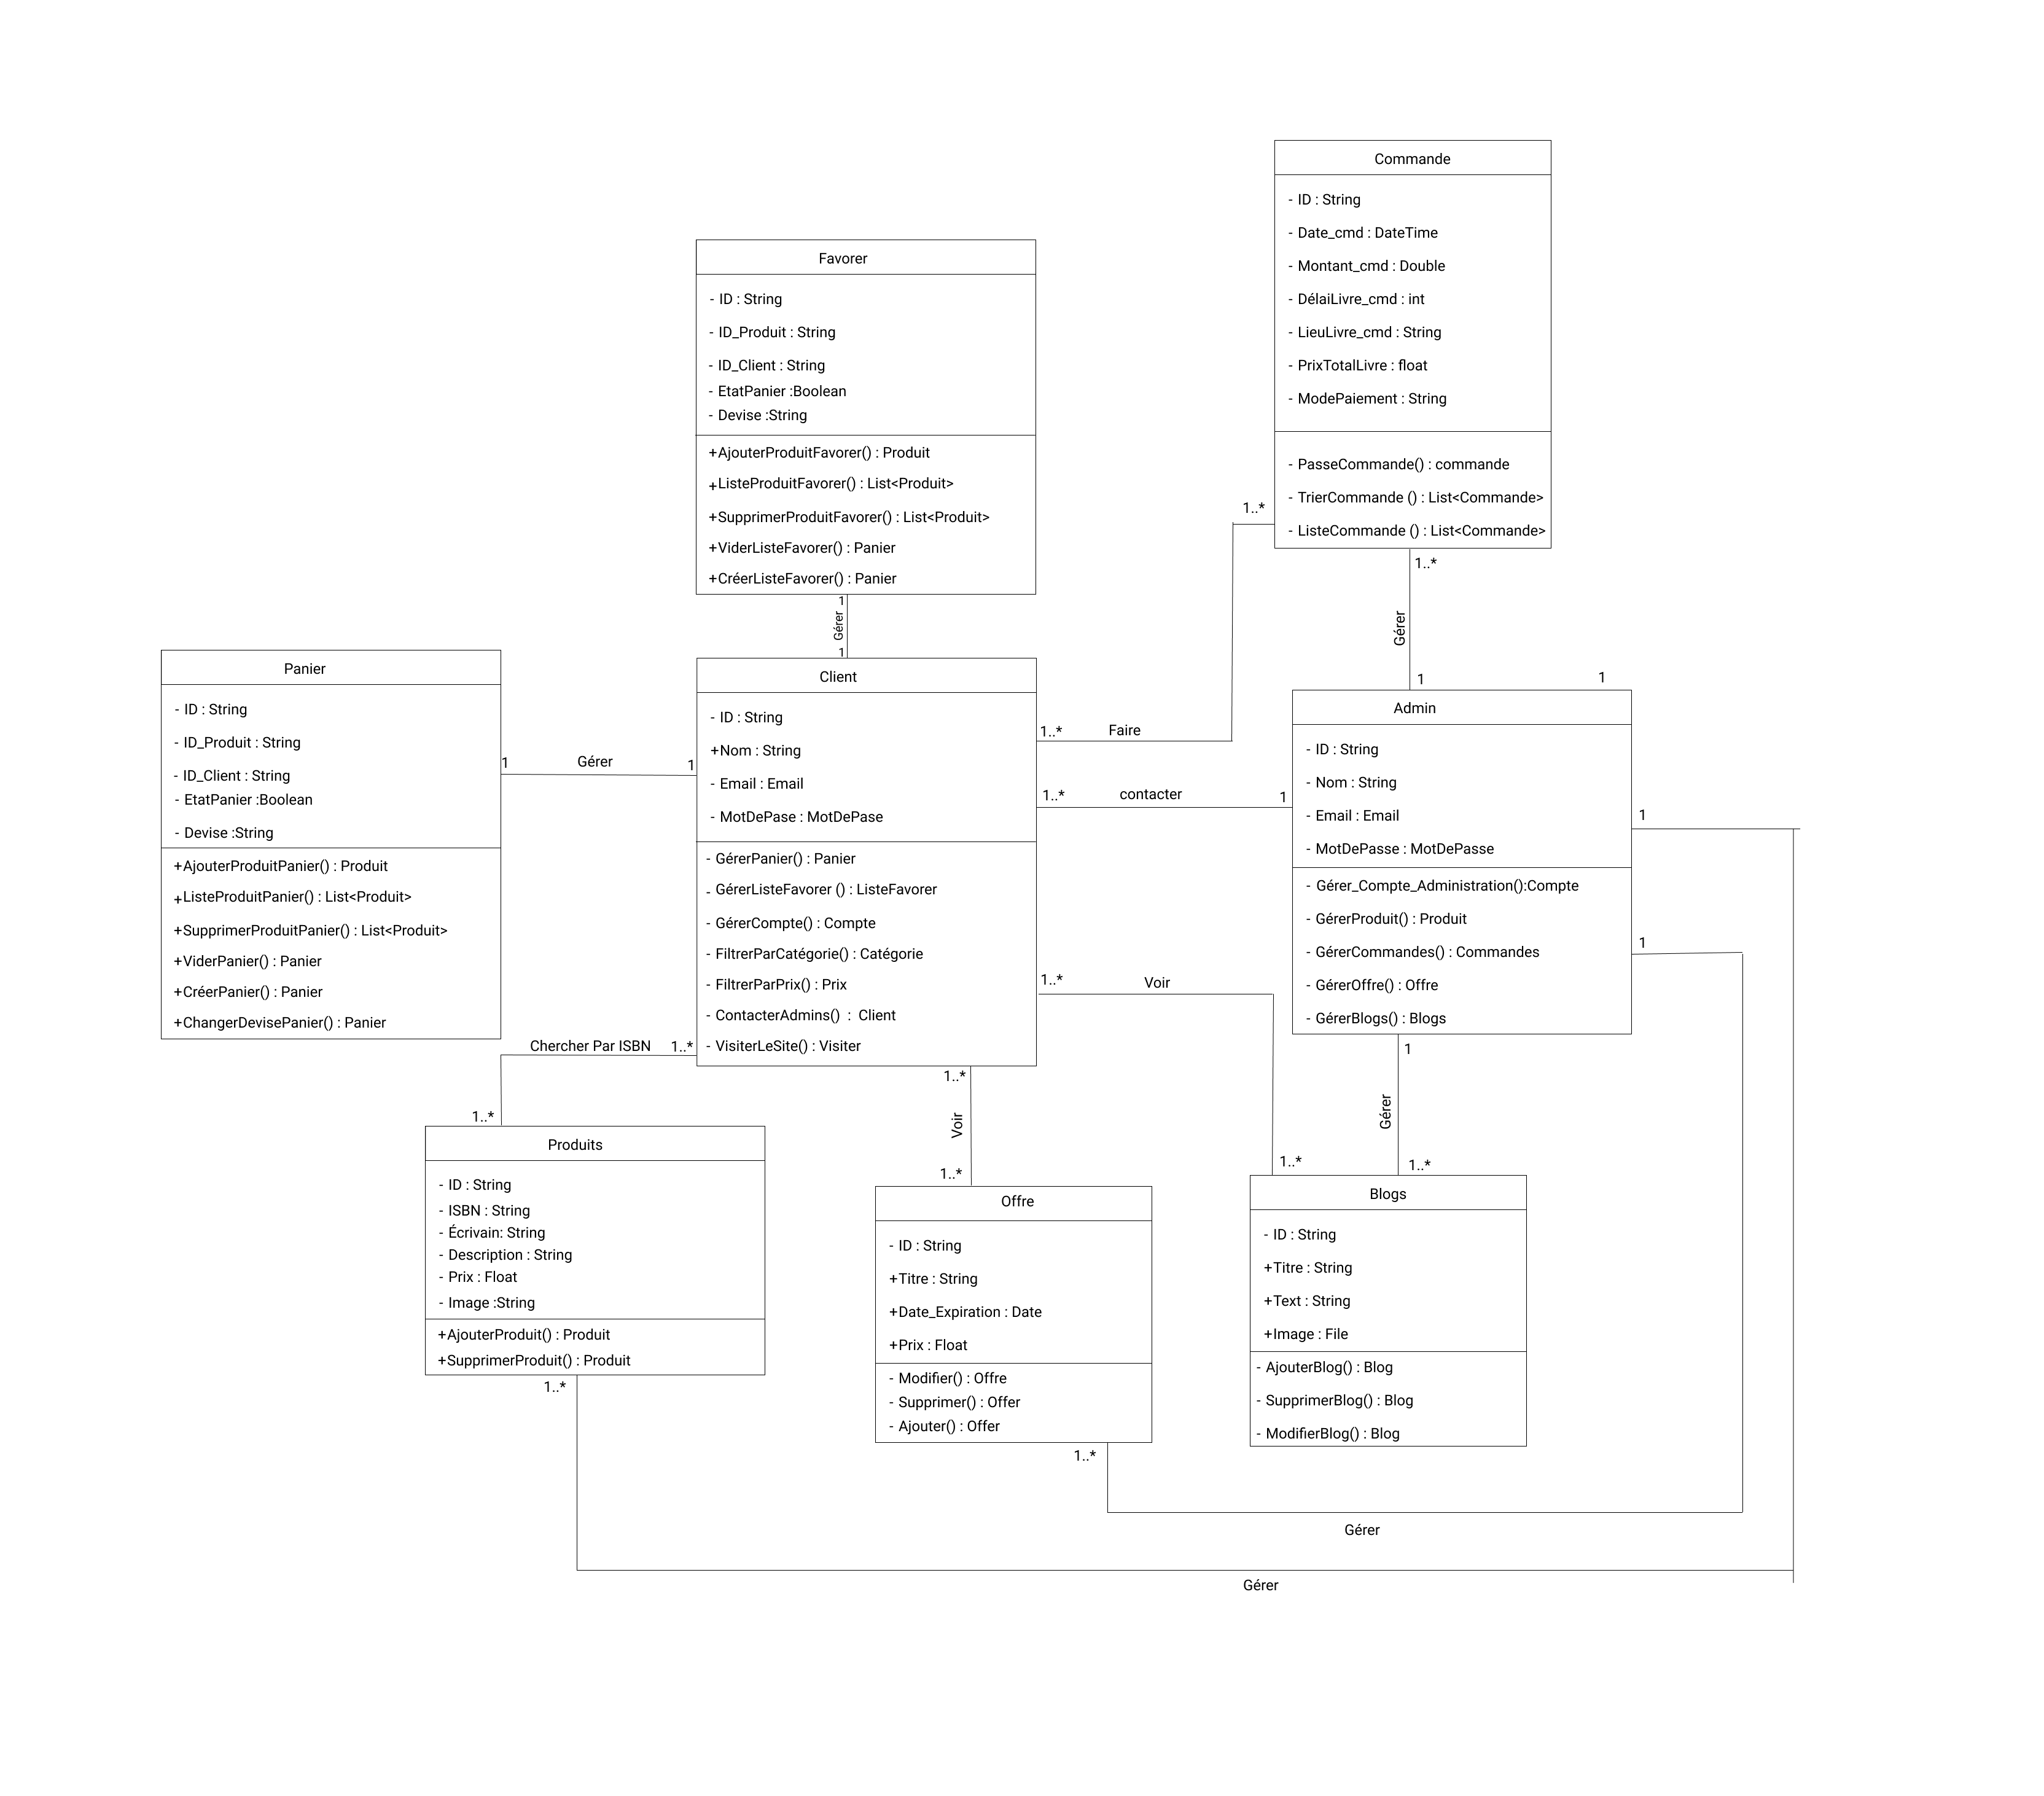 Commande
- ID : String
- Date_cmd : DateTime
- Montant_cmd : Double
- DélaiLivre_cmd : int
- LieuLivre_cmd : String
- PrixTotalLivre : float
- ModePaiement : String
- PasseCommande() : commande
- TrierCommande () : List<Commande>
- ListeCommande () : List<Commande>
Favorer
- ID : String
- ID_Produit : String
- ID_Client : String
- EtatPanier :Boolean
- Devise :String
+AjouterProduitFavorer() : Produit
+ListeProduitFavorer() : List<Produit>
+SupprimerProduitFavorer() : List<Produit>
+ViderListeFavorer() : Panier
+CréerListeFavorer() : Panier
1
Gérer
1
1..*
1..*
Gérer
1
1
Panier
- ID : String
- ID_Produit : String
- ID_Client : String
- EtatPanier :Boolean
- Devise :String
+AjouterProduitPanier() : Produit
+ListeProduitPanier() : List<Produit>
+SupprimerProduitPanier() : List<Produit>
+ViderPanier() : Panier
+CréerPanier() : Panier
+ChangerDevisePanier() : Panier
1
Gérer
1
Client
- ID : String
+Nom : String
- Email : Email
- MotDePase : MotDePase
- GérerPanier() : Panier
- GérerListeFavorer () : ListeFavorer
- GérerCompte() : Compte
- FiltrerParCatégorie() : Catégorie
- FiltrerParPrix() : Prix
- ContacterAdmins()  :  Client
- VisiterLeSite() : Visiter
1..*
Faire
1..*
contacter
1
1..*
Voir
Admin
- ID : String
- Nom : String
- Email : Email
- MotDePasse : MotDePasse
- Gérer_Compte_Administration():Compte
- GérerProduit() : Produit
- GérerCommandes() : Commandes
- GérerOffre() : Offre
- GérerBlogs() : Blogs
1
1
Chercher Par ISBN
1..*
1..*
1..*
Voir
1..*
1
Gérer
1..*
1..*
Produits
- ID : String
- ISBN : String
- Écrivain: String
- Description : String
- Prix : Float
- Image :String
+AjouterProduit() : Produit
+SupprimerProduit() : Produit
1..*
Offre
- ID : String
+Titre : String
+Date_Expiration : Date
+Prix : Float
- Modifier() : Offre
- Supprimer() : Offer
- Ajouter() : Offer
1..*
Blogs
- ID : String
+Titre : String
+Text : String
+Image : File
- AjouterBlog() : Blog
- SupprimerBlog() : Blog
- ModifierBlog() : Blog
Gérer
Gérer